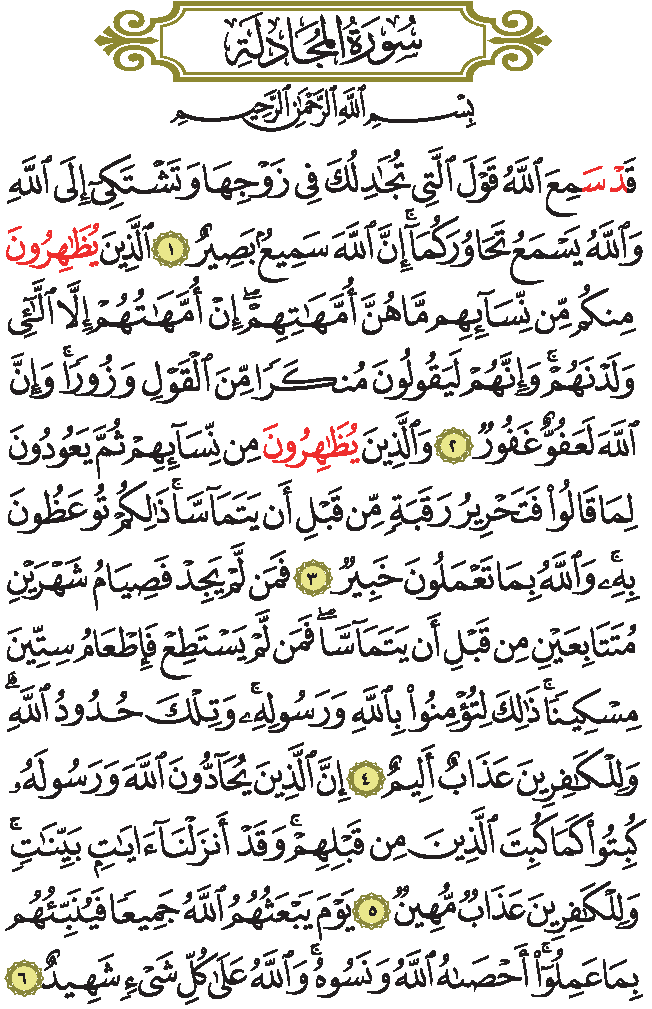 سُورَةُ المُجَادلَة
بِسْمِ ٱللَّهِ ٱلرَّحْمَٰنِ ٱلرَّحِيمِ
قَدْ سَمِعَ ٱللَّهُ قَوْلَ ٱلَّتِي تُجَٰدِلُكَ فِي زَوْجِهَا وَتَشْتَكِيٓ إِلَى ٱللَّهِ
وَٱللَّهُ يَسْمَعُ تَحَاوُرَكُمَآۚ إِنَّ ٱللَّهَ سَمِيعُۢ بَصِيرٌ ١ ٱلَّذِينَ يُظَّٰهِرُونَ
مِنكُم مِّن نِّسَآئِهِم مَّا هُنَّ أُمَّهَٰتِهِمْۖ إِنْ أُمَّهَٰتُهُمْ إِلَّا ٱلَّٰٓـِٔي
وَلَدْنَهُمْۚ وَإِنَّهُمْ لَيَقُولُونَ مُنكَرًا مِّنَ ٱلْقَوْلِ وَزُورًاۚ وَإِنَّ
ٱللَّهَ لَعَفُوٌّ غَفُورٌ ٢ وَٱلَّذِينَ يُظَّٰهِرُونَ مِن نِّسَآئِهِمْ ثُمَّ يَعُودُونَ
لِمَا قَالُوا۟ فَتَحْرِيرُ رَقَبَةٍ مِّن قَبْلِ أَن يَتَمَآسَّاۚ ذَٰلِكُمْ تُوعَظُونَ
بِهِۦۚ وَٱللَّهُ بِمَا تَعْمَلُونَ خَبِيرٌ ٣ فَمَن لَّمْ يَجِدْ فَصِيَامُ شَهْرَيْنِ
مُتَتَابِعَيْنِ مِن قَبْلِ أَن يَتَمَآسَّاۖ فَمَن لَّمْ يَسْتَطِعْ فَإِطْعَامُ سِتِّينَ
مِسْكِينًاۚ ذَٰلِكَ لِتُؤْمِنُوا۟ بِٱللَّهِ وَرَسُولِهِۦۚ وَتِلْكَ حُدُودُ ٱللَّهِۗ
وَلِلْكَٰفِرِينَ عَذَابٌ أَلِيمٌ ٤ إِنَّ ٱلَّذِينَ يُحَآدُّونَ ٱللَّهَ وَرَسُولَهُۥ
كُبِتُوا۟ كَمَا كُبِتَ ٱلَّذِينَ مِن قَبْلِهِمْۚ وَقَدْ أَنزَلْنَآ ءَايَٰتٍۭ بَيِّنَٰتٍۚ
وَلِلْكَٰفِرِينَ عَذَابٌ مُّهِينٌ ٥ يَوْمَ يَبْعَثُهُمُ ٱللَّهُ جَمِيعًا فَيُنَبِّئُهُم
بِمَا عَمِلُوٓا۟ۚ أَحْصَىٰهُ ٱللَّهُ وَنَسُوهُۚ وَٱللَّهُ عَلَىٰ كُلِّ شَيْءٍ شَهِيدٌ ٦